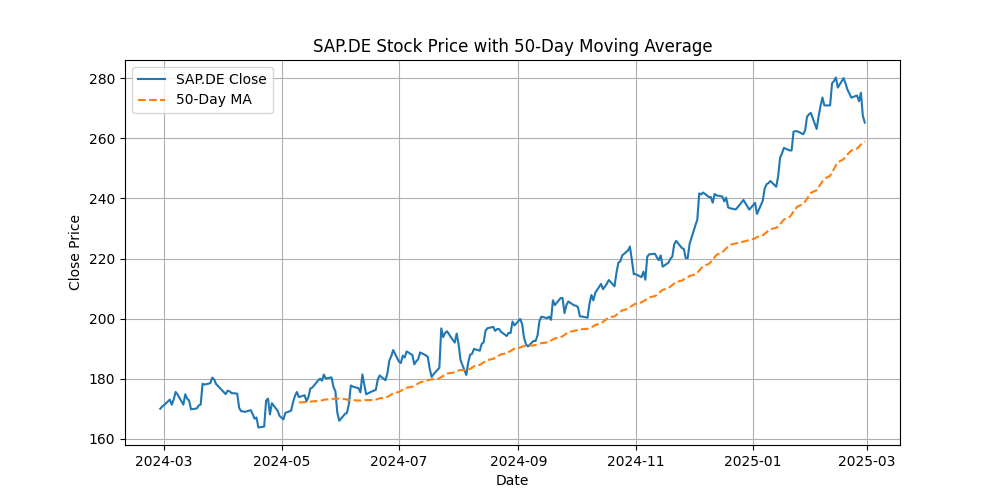 SAP.DE Stock Price with 50-Day Moving Average
SAP.DE Close
50-Day MA
Close Price
280
260
240
220
200
180
160
2024-03 2024-05 2024-07 2024-09 2024-11 2025-01 2025-03
Date